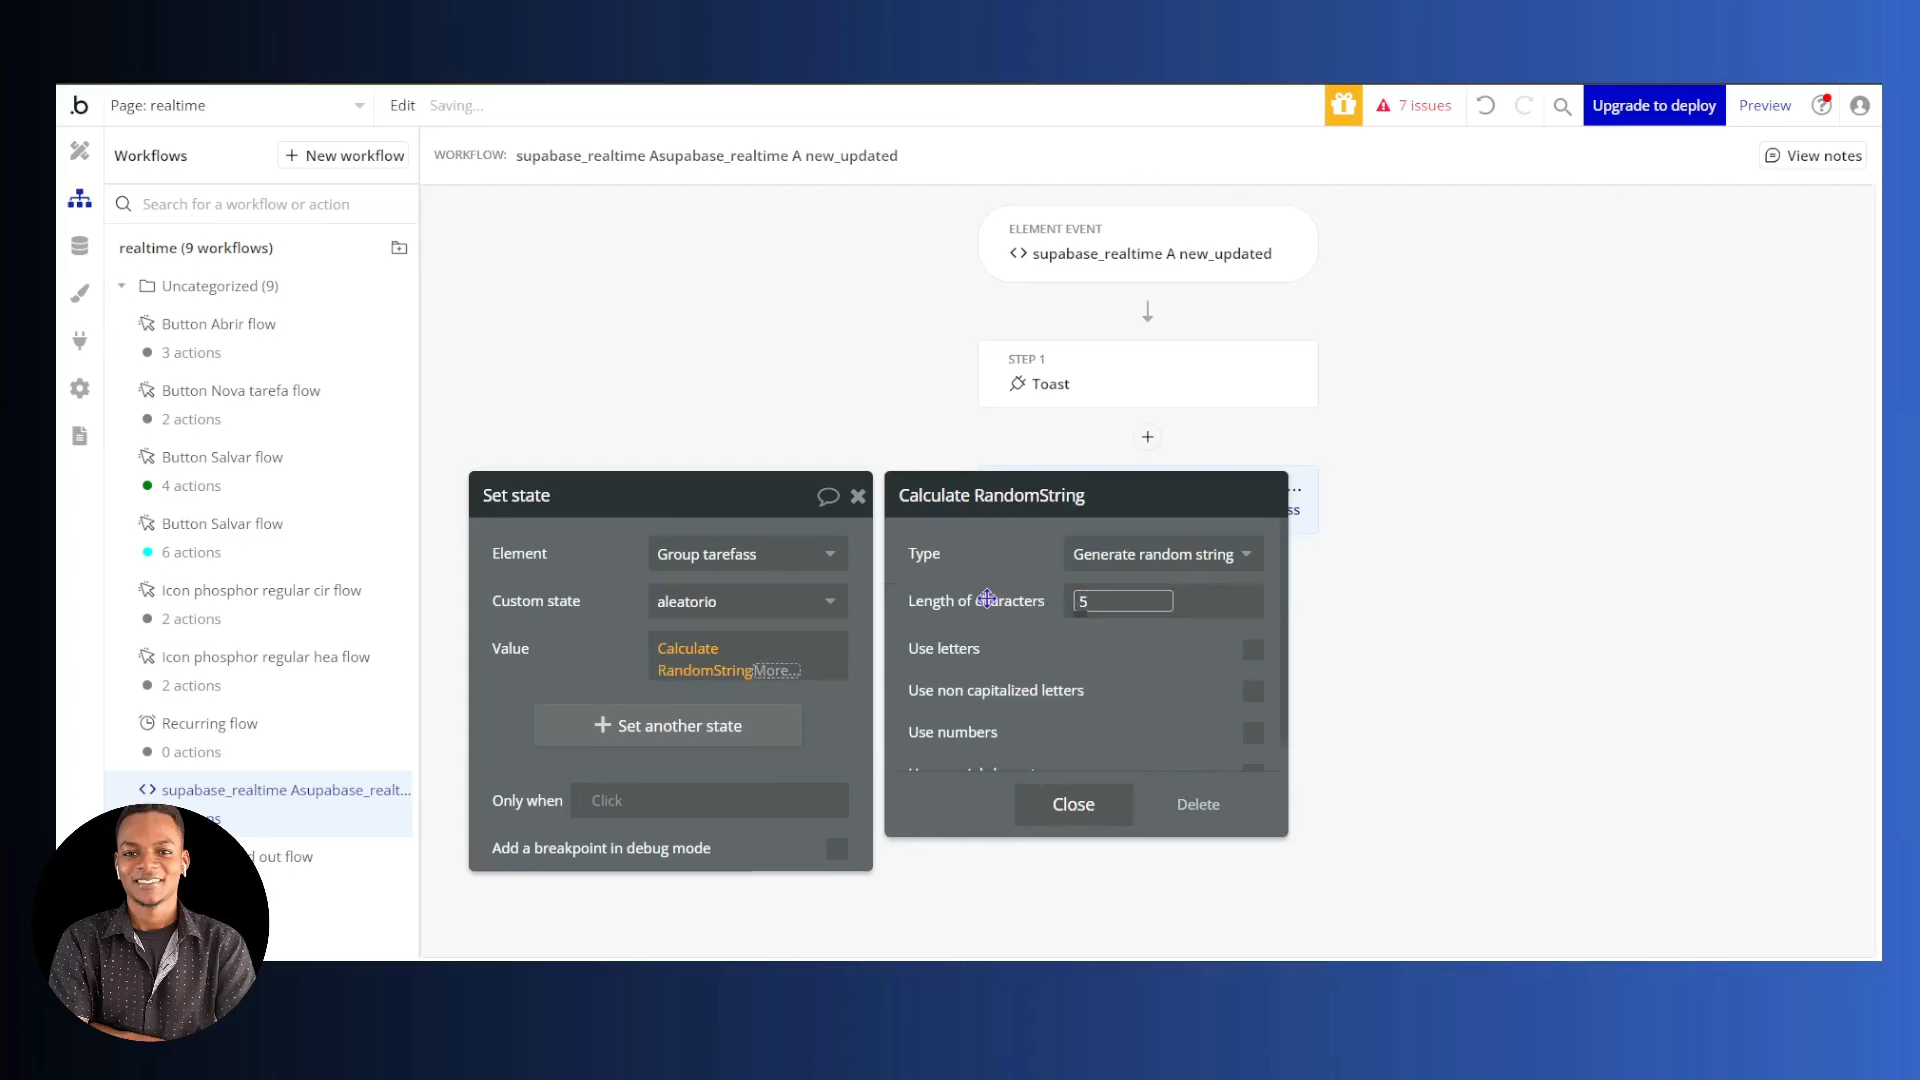 .b
Page: realtime
Edit
Saving...
7 issues
Upgrade to deploy
Preview
Workflows
New workflow
WORKFLOW:
supabase_realtime Asupabase_realtime A new_updated
View notes
Search for a workflow or action
realtime (9 workflows)
Uncategorized (9)
Button Abrir flow
3 actions
Button Nova tarefa flow
2 actions
Button Salvar flow
4 actions
Button Salvar flow
6 actions
Icon phosphor regular cir flow
2 actions
Icon phosphor regular hea flow
2 actions
Recurring flow
0 actions
supabase_realtime Asupabase_realt...
out flow
ELEMENT EVENT
supabase_realtime A new_updated
STEP 1
Toast
...
ss
Set state
Element
Group tarefass
Custom state
aleatorio
Value
Calculate
RandomStringMore...
Set another state
Only when
Click
Add a breakpoint in debug mode
Calculate RandomString
Type
Generate random string
Length of characters
5
Use letters
Use non capitalized letters
Use numbers
Close
Delete